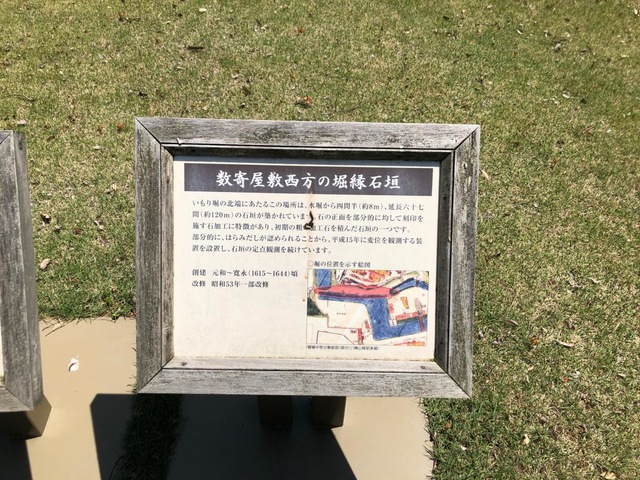 数寄屋敷西方の堀縁石垣
いもり堀の北端にあたるこの場所は、水堀から四間半(約8m)、延長六十七
間(約120m)の石垣が築かれています。石の正面を部分的に均して刻印を
施す石加工に特徴があり、初期の粗加工石を積んだ石垣の一つです。
部分的に、はらみだしが認められることから、平成15年に変位を観測する装
置を設置し、石垣の定点観測を続けています。
創建 元和～寛永(1615～1644)頃
改修 昭和53年一部改修
○堀の位置を示す絵図